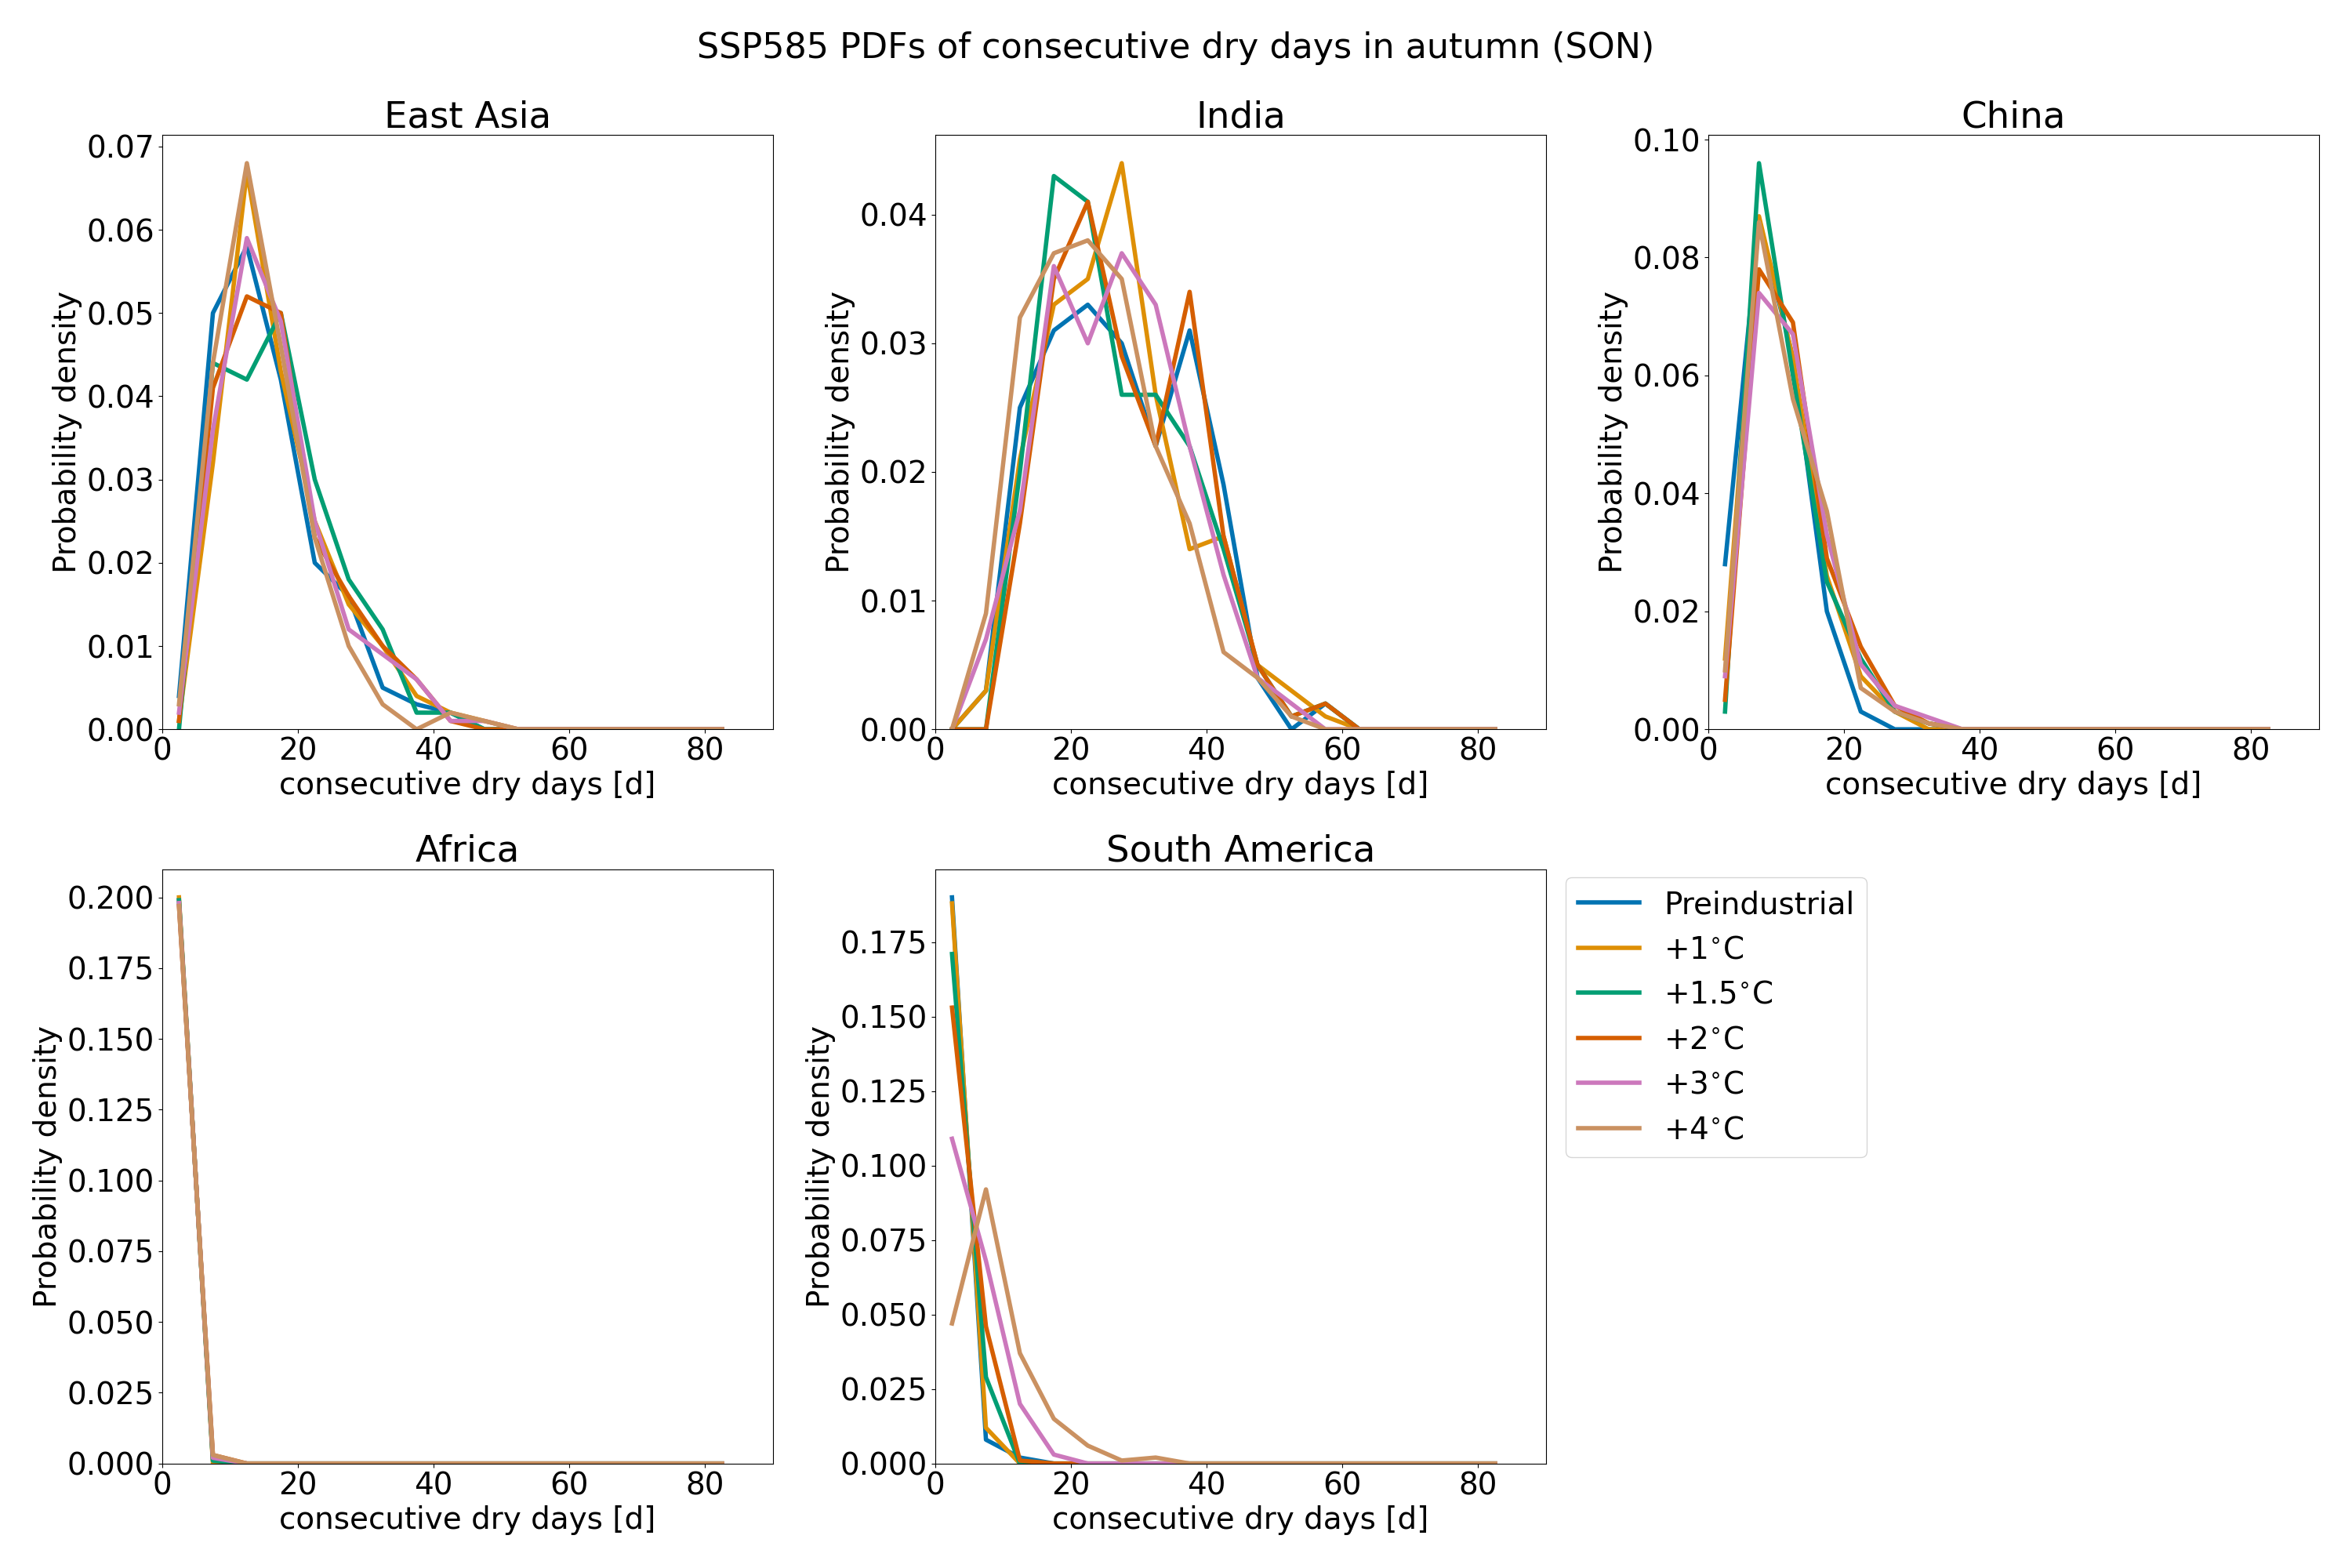 SSP585 PDFs of consecutive dry days in autumn (SON)
East Asia
0.07
0.06
0.05
0.04
0.03
0.02
0.01
0.00
Probability density
0 20 40 60 80
consecutive dry days [d]
India
0.04
0.03
0.02
0.01
0.00
Probability density
0 20 40 60 80
consecutive dry days [d]
China
0.10
0.08
0.06
0.04
0.02
0.00
Probability density
0 20 40 60 80
consecutive dry days [d]
Africa
0.200
0.175
0.150
0.125
0.100
0.075
0.050
0.025
0.000
Probability density
0 20 40 60 80
consecutive dry days [d]
South America
0.175
0.150
0.125
0.100
0.075
0.050
0.025
0.000
Probability density
0 20 40 60 80
consecutive dry days [d]
Preindustrial
+1°C
+1.5°C
+2°C
+3°C
+4°C